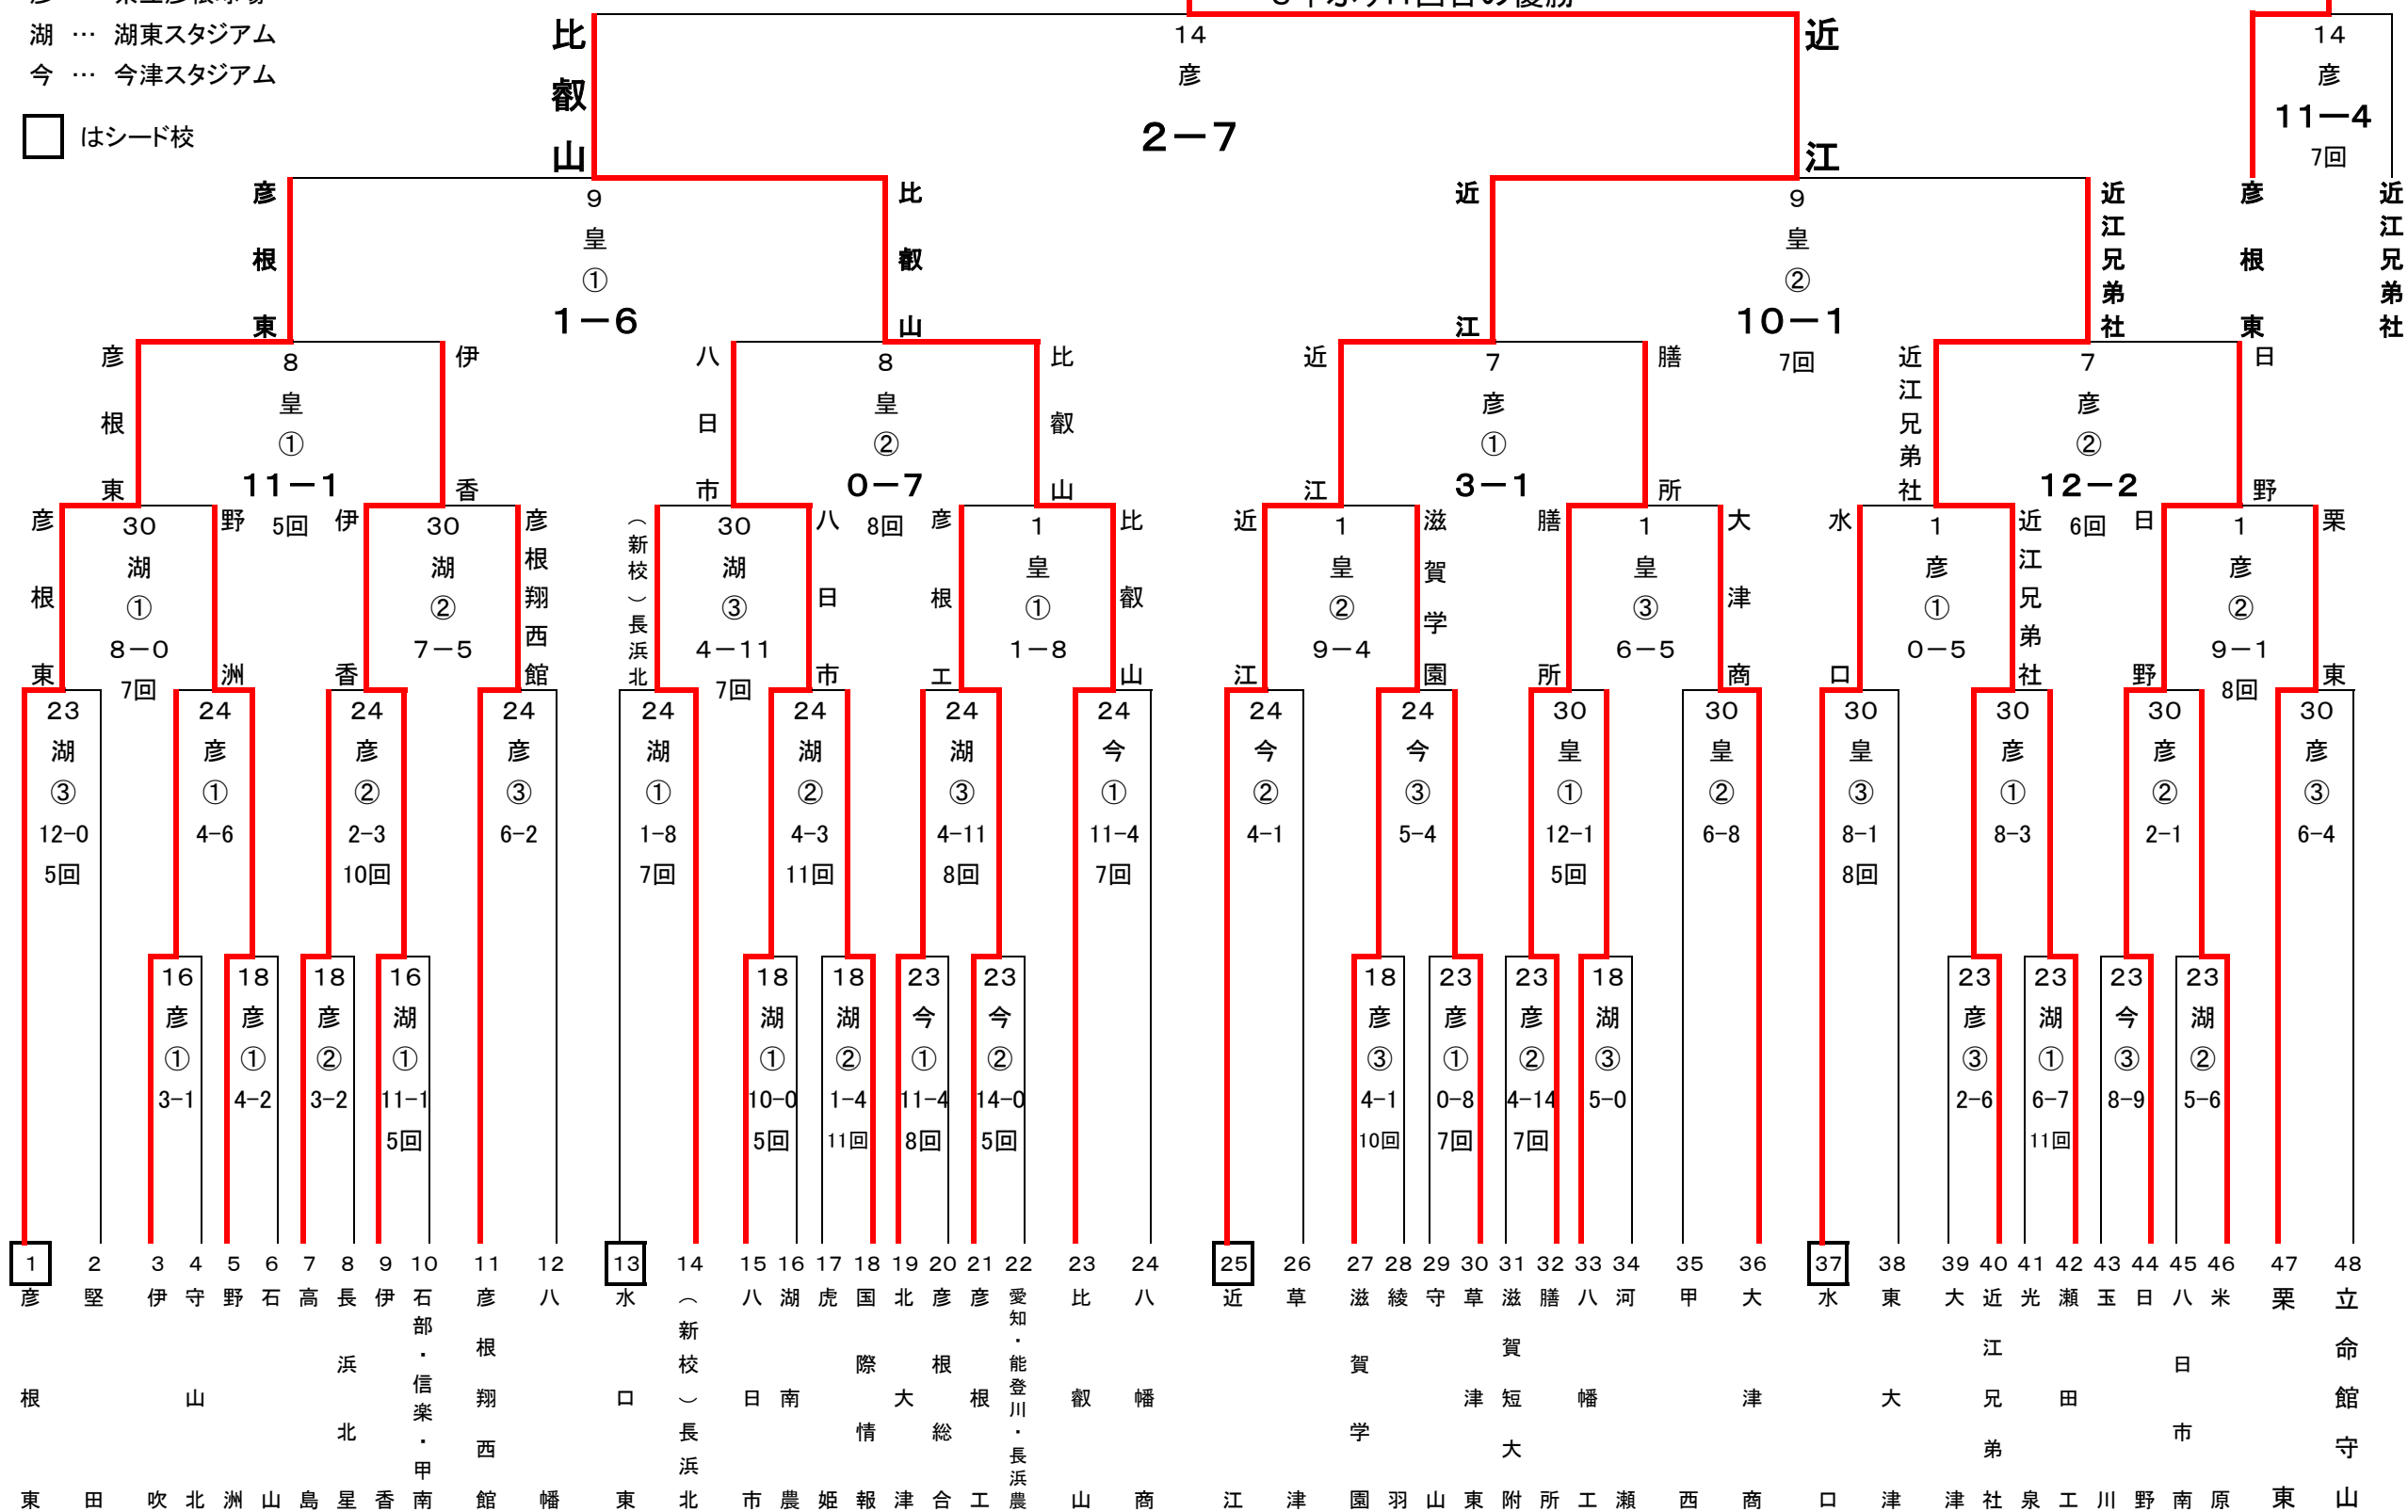 湖 … 湖東スタジアム
今 … 今津スタジアム
はシード校
14
彦
2－7
比叡山
近江
14
彦
11－4
7回
彦根東
近江兄弟社
彦根東
9
皇
①
1－6
比叡山
近江
9
皇
②
10－1
7回
近江兄弟社
彦根東
8
皇
①
11－1
5回
伊香
八日市
8
皇
②
0－7
8回
比叡山
近江
7
彦
①
3－1
膳所
近江兄弟社
7
彦
②
12－2
6回
日野
彦根東
30
湖
①
8－0
7回
野洲
伊香
30
湖
②
7－5
彦根翔西館
（新校）長浜北
30
湖
③
4－11
7回
八日市
彦根工
1
皇
①
1－8
比叡山
近江
1
皇
②
9－4
滋賀学園
膳所
1
皇
③
6－5
大津商
水口
1
彦
①
0－5
近江兄弟社
日野
1
彦
②
9－1
8回
栗東
23
湖
③
12-0
5回
24
彦
①
4-6
24
彦
②
2-3
10回
24
彦
③
6-2
24
湖
①
1-8
7回
24
湖
②
4-3
11回
24
湖
③
4-11
8回
24
今
①
11-4
7回
24
今
②
4-1
24
今
③
5-4
30
皇
①
12-1
5回
30
皇
②
6-8
30
皇
③
8-1
8回
30
彦
①
8-3
30
彦
②
2-1
30
彦
③
6-4
16
彦
①
3-1
18
彦
①
4-2
18
彦
②
3-2
16
湖
①
11-1
5回
18
湖
①
10-0
5回
18
湖
②
1-4
11回
23
今
①
11-4
8回
23
今
②
14-0
5回
18
彦
③
4-1
10回
23
彦
①
0-8
7回
23
彦
②
4-14
7回
18
湖
③
5-0
23
彦
③
2-6
23
湖
①
6-7
11回
23
今
③
8-9
23
湖
②
5-6
1 彦根東
2 堅田
3 伊吹
4 守山北
5 野洲
6 石山
7 高島
8 長浜北星
9 伊香
10 石部・信楽・甲南
11 彦根翔西館
12 八幡
13 水口東
14 （新校）長浜北
15 八日市
16 湖南農
17 虎姫
18 国際情報
19 北大津
20 彦根総合
21 彦根工
22 愛知・能登川・長浜農
23 比叡山
24 八幡商
25 近江
26 草津
27 滋賀学園
28 綾羽
29 守山
30 草津東
31 滋賀短大附
32 膳所
33 八幡工
34 河瀬
35 甲西
36 大津商
37 水口
38 東大津
39 大津
40 近江兄弟社
41 光泉
42 瀬田工
43 玉川
44 日野
45 八日市南
46 米原
47 栗東
48 立命館守山